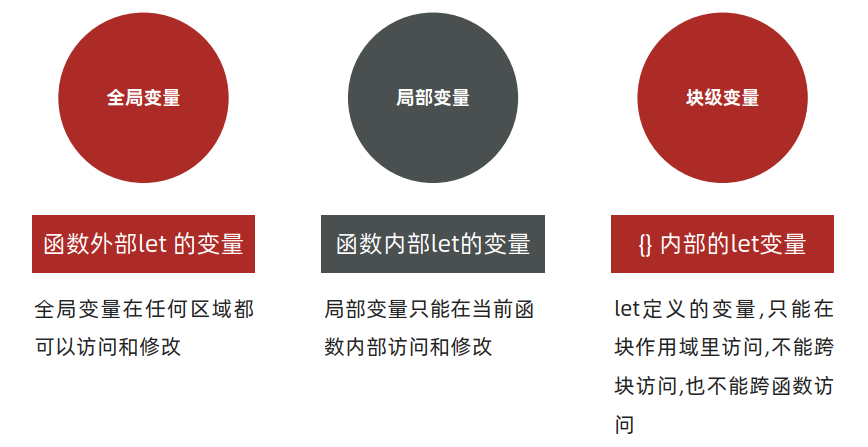 全局变量
局部变量
块级变量
函数外部let 的变量
函数内部let的变量
{} 内部的let变量
全局变量在任何区域都
可以访问和修改
局部变量只能在当前函
数内部访问和修改
let定义的变量,只能在
块作用域里访问,不能跨
块访问,也不能跨函数访
问